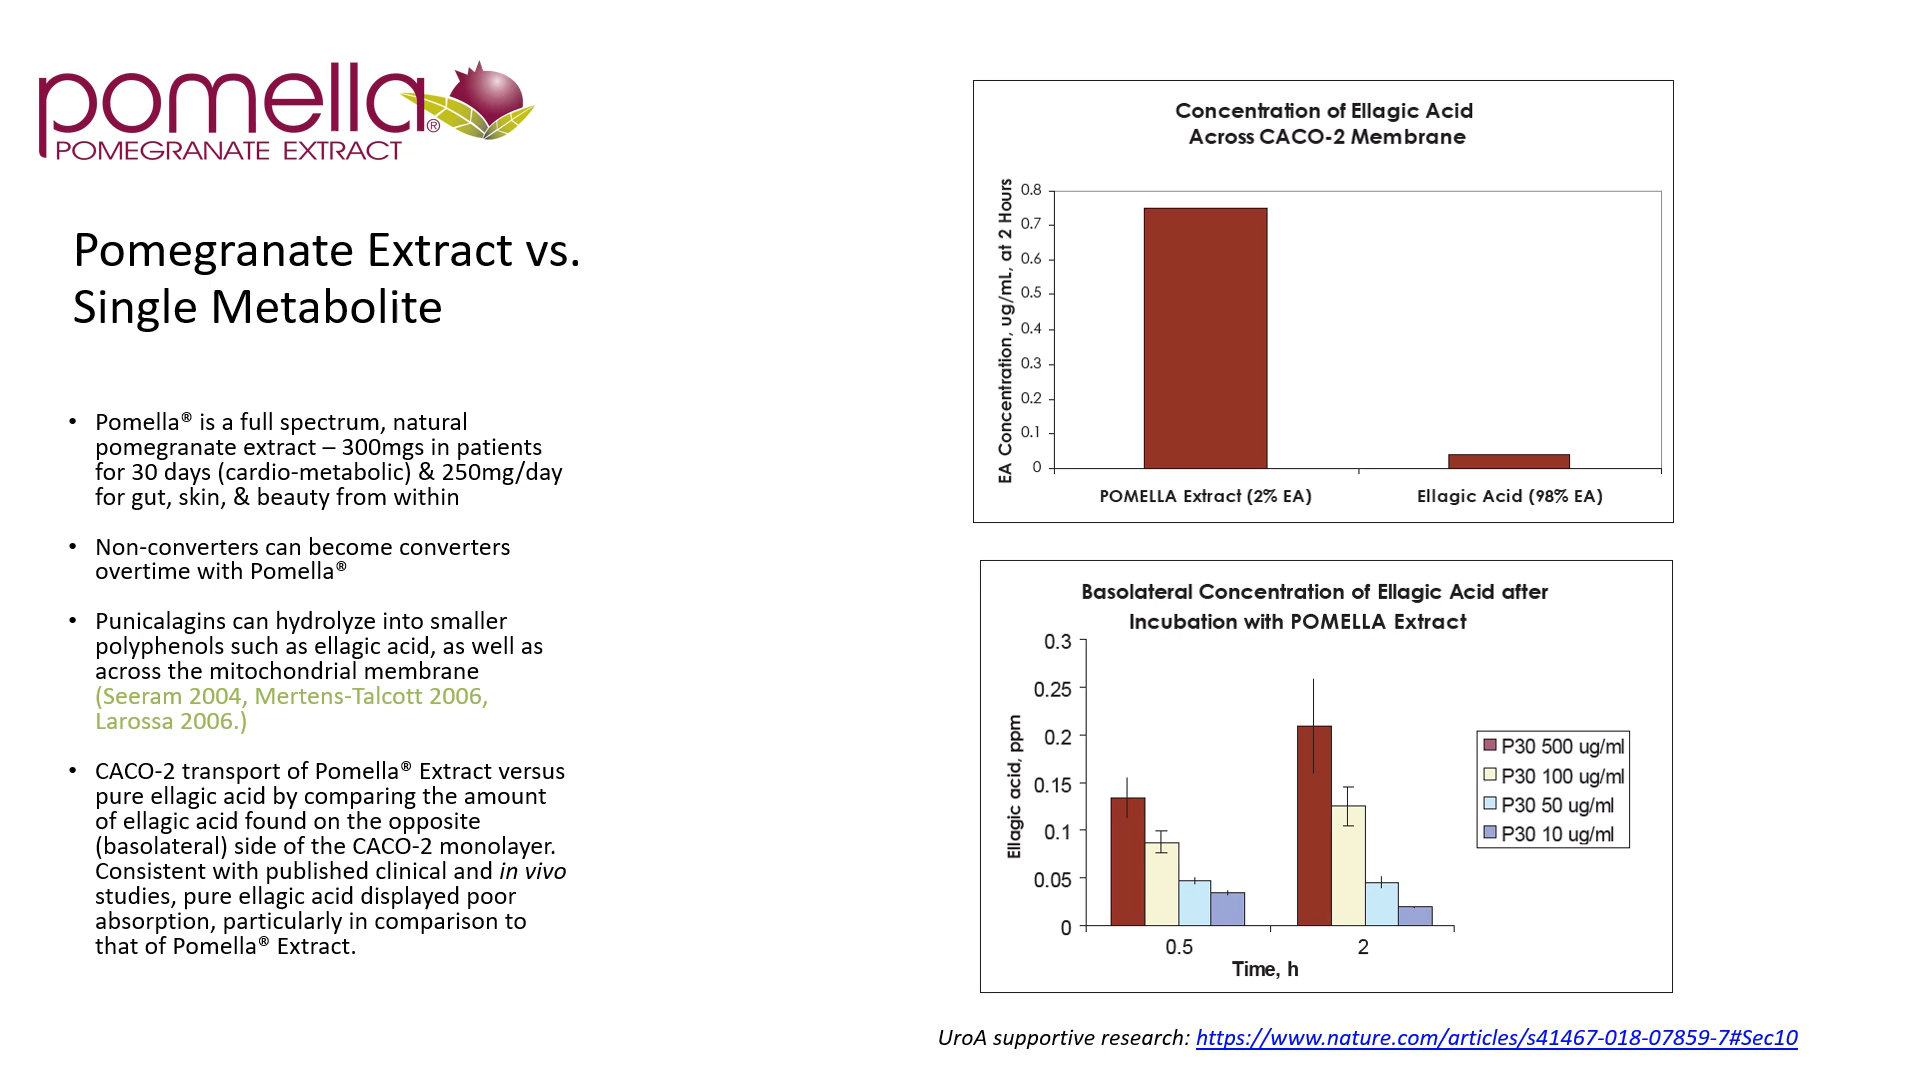 pomella®
POMEGRANATE EXTRACT
Pomegranate Extract vs.
Single Metabolite
• Pomella® is a full spectrum, natural
pomegranate extract – 300mgs in patients
for 30 days (cardio-metabolic) & 250mg/day
for gut, skin, & beauty from within
• Non-converters can become converters
overtime with Pomella®
• Punicalagins can hydrolyze into smaller
polyphenols such as ellagic acid, as well as
across the mitochondrial membrane
(Seeram 2004, Mertens-Talcott 2006,
Larossa 2006.)
• CACO-2 transport of Pomella® Extract versus
pure ellagic acid by comparing the amount
of ellagic acid found on the opposite
(basolateral) side of the CACO-2 monolayer.
Consistent with published clinical and in vivo
studies, pure ellagic acid displayed poor
absorption, particularly in comparison to
that of Pomella® Extract.
Concentration of Ellagic Acid
Across CACO-2 Membrane
EA Concentration, ug/mL, at 2 Hours
0.8
0.7
0.6
0.5
0.4
0.3
0.2
0.1
0
POMELLA Extract (2% EA)
Ellagic Acid (98% EA)
Basolateral Concentration of Ellagic Acid after
Incubation with POMELLA Extract
Ellagic acid, ppm
0.3
0.25
0.2
0.15
0.1
0.05
0
0.5
2
Time, h
P30 500 ug/ml
P30 100 ug/ml
P30 50 ug/ml
P30 10 ug/ml
UroA supportive research: https://www.nature.com/articles/s41467-018-07859-7#Sec10